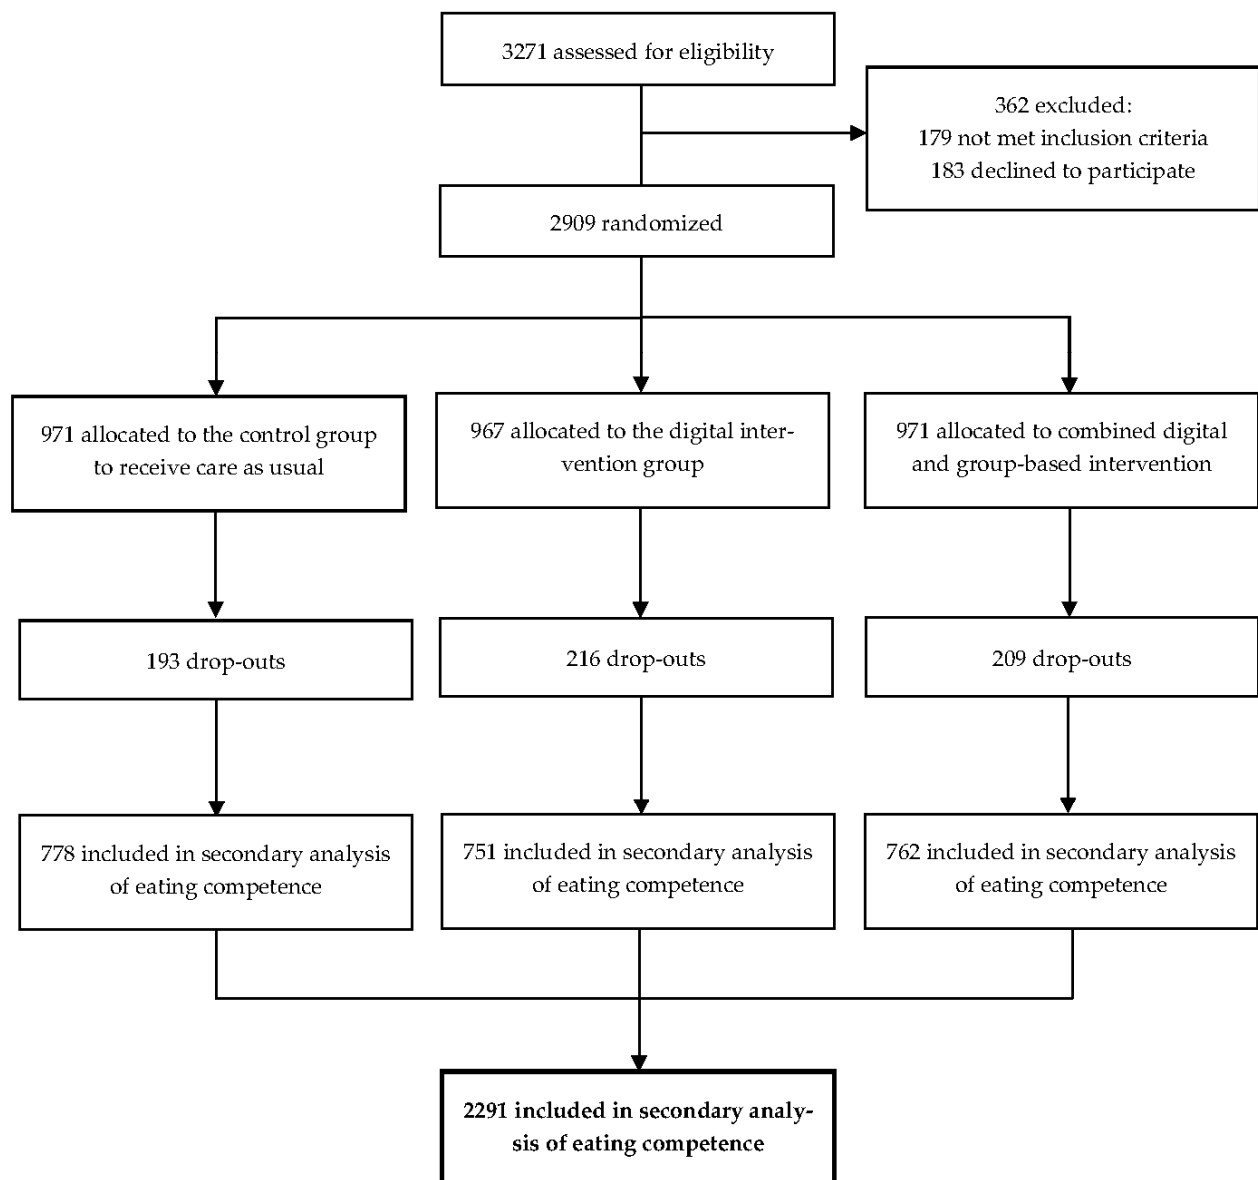 3271 assessed for eligibility
362 excluded:
179 not met inclusion criteria
183 declined to participate
2909 randomized
971 allocated to the control group
to receive care as usual
967 allocated to the digital inter-
vention group
971 allocated to combined digital
and group-based intervention
193 drop-outs
216 drop-outs
209 drop-outs
778 included in secondary analysis
of eating competence
751 included in secondary analysis
of eating competence
762 included in secondary analysis
of eating competence
2291 included in secondary analy-
sis of eating competence